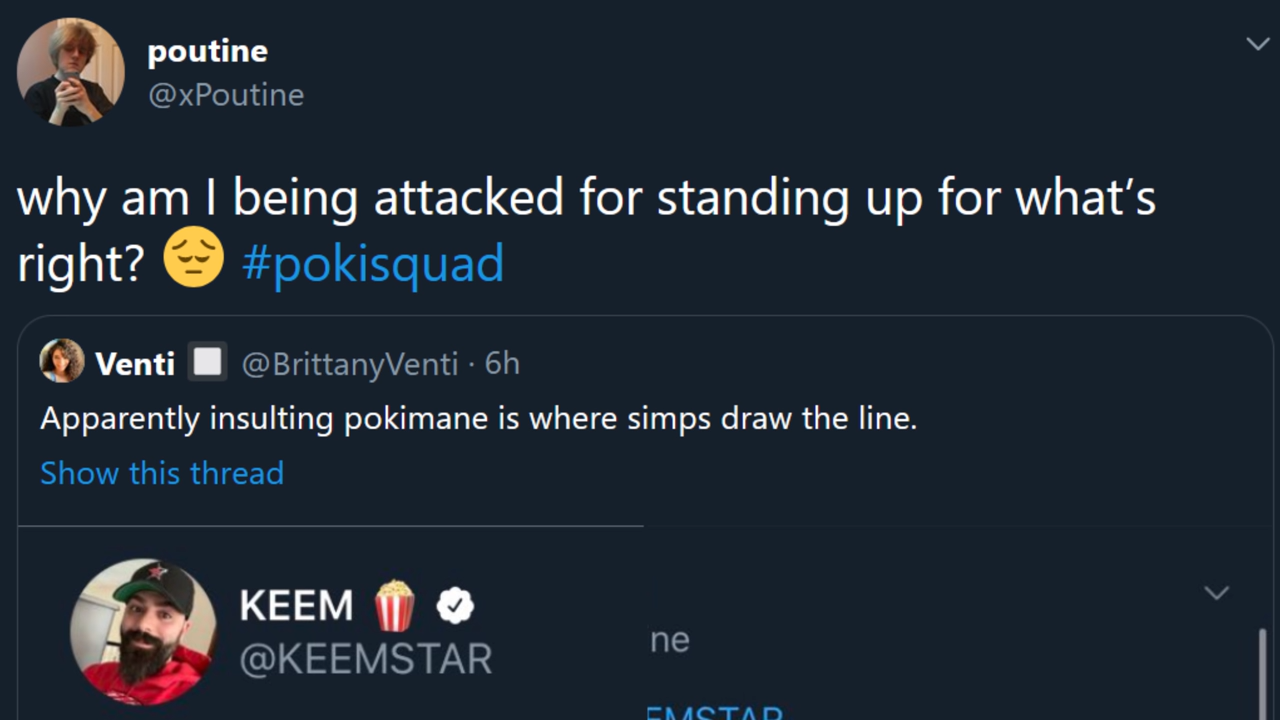 poutine
@xPoutine
why am I being attacked for standing up for what's
right? 😔 #pokisquad
Venti ⬜ @BrittanyVenti · 6h
Apparently insulting pokimane is where simps draw the line.
Show this thread
KEEM 🍿
@KEEMSTAR
ne
EMSTAR